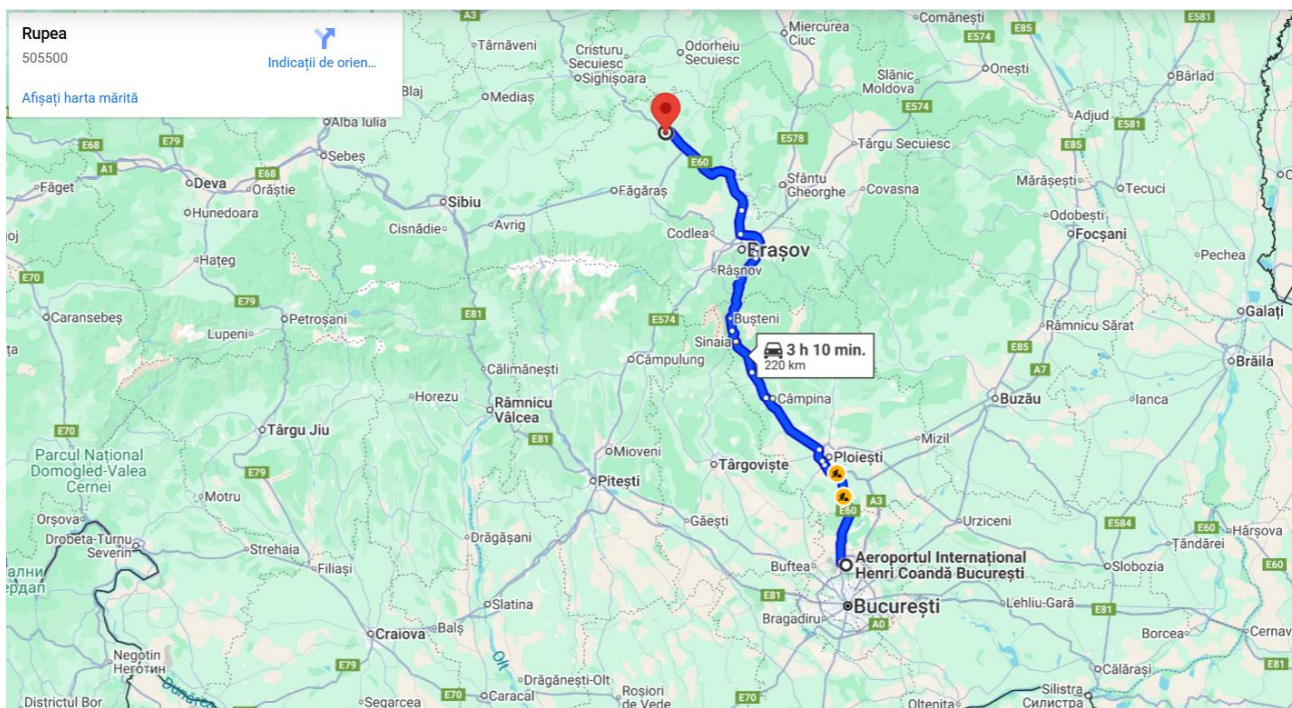 Rupea
505500
Indicații de orien...
Afișați harta mărită
Târnăveni
Cristuru
Secuiesc
Odorheiu
Secuiesc
Miercurea
Ciuc
E578
Comănești
E574
E85
E581
Onești
Bârlad
Sighișoara
Slănic
Moldova
Blaj
Mediaș
E574
A3
Alba Iulia
Adjud
E581
E68
E79
A1
E68
Sebeș
E578
Târgu Secuiesc
E85
Făget
Deva
Orăștie
E60
Făgăraș
Sfântu
Gheorghe
Covasna
Mărășești
Tecuci
Hunedoara
Sibiu
Avrig
Cisnădie
Codlea
Brașov
Odobești
Focșani
Pechea
Hațeg
Râșnov
E70
E79
E81
Caransebeș
Petroșani
E574
Bușteni
Galați
Lupeni
Sinaia
Râmnicu Sărat
E85
3 h 10 min.
220 km
Câmpulung
Călimănești
A7
Brăila
Horezu
Râmnicu
Vâlcea
Câmpina
Buzău
Ianca
E70
Târgu Jiu
E81
Mizil
Parcul Național
Domogled-Valea
Cernei
Mioveni
Târgoviște
Ploiești
E79
Pitești
Motru
A3
E60
Orșova
Găești
Urziceni
E584
E60
Hârșova
Drobeta-Turnu
Severin
Strehaia
Drăgășani
Țăndărei
Filiași
Buftea
Aeroportul Internațional
Henri Coandă București
Slobozia
E60
Slatina
E81
București
Lehliu-Gară
E81
Bragadiru
A0
Craiova
Balș
Borcea
Cernav
Negotin
Неготин
E79
Olt
Călărași
E81
Drăgănești-Olt
Districtul Bor
Segarcea
E70
Caracal
Roșiori
de Vede
E70
Oltenița
Silistra
Силистра